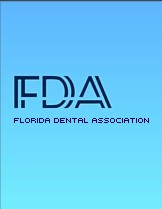 FDA
FLORIDA DENTAL ASSOCIATION